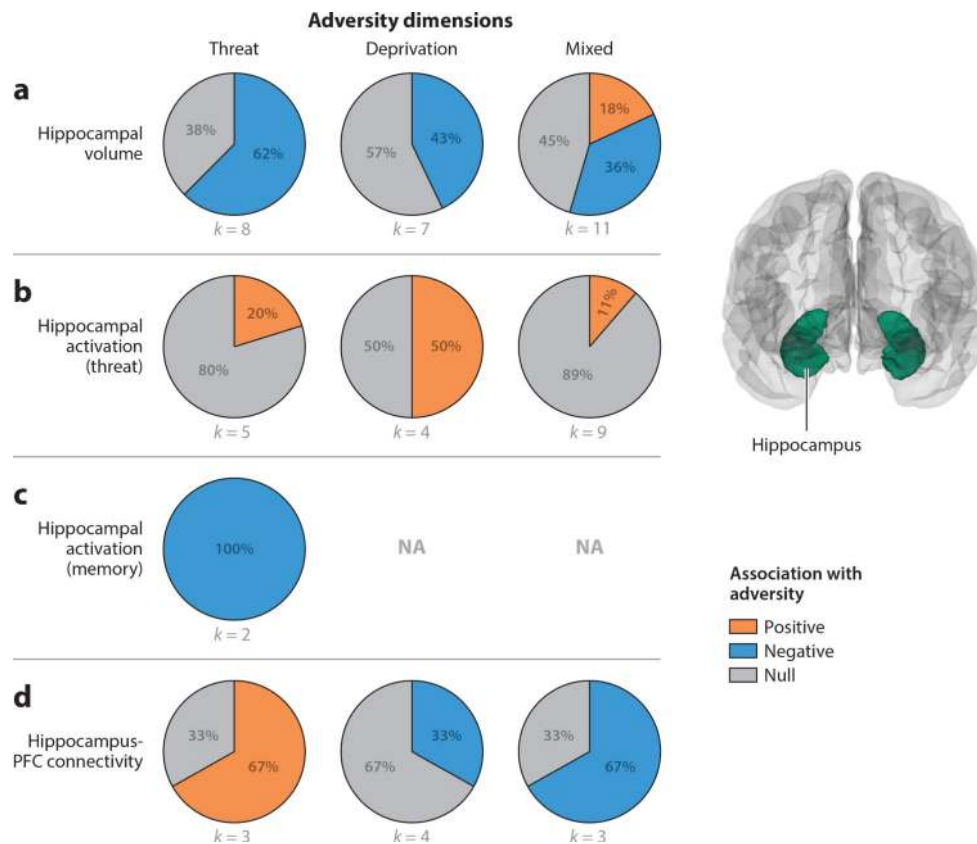 Adversity dimensions
Threat
Deprivation
Mixed
a
Hippocampal
volume
38%
62%
57%
43%
45%
18%
36%
k = 8
k = 7
k = 11
b
Hippocampal
activation
(threat)
20%
80%
50%
50%
11%
89%
k = 5
k = 4
k = 9
Hippocampus
c
Hippocampal
activation
(memory)
100%
NA
NA
k = 2
Association with
adversity
Positive
Negative
Null
d
Hippocampus-
PFC connectivity
33%
67%
67%
33%
33%
67%
k = 3
k = 4
k = 3